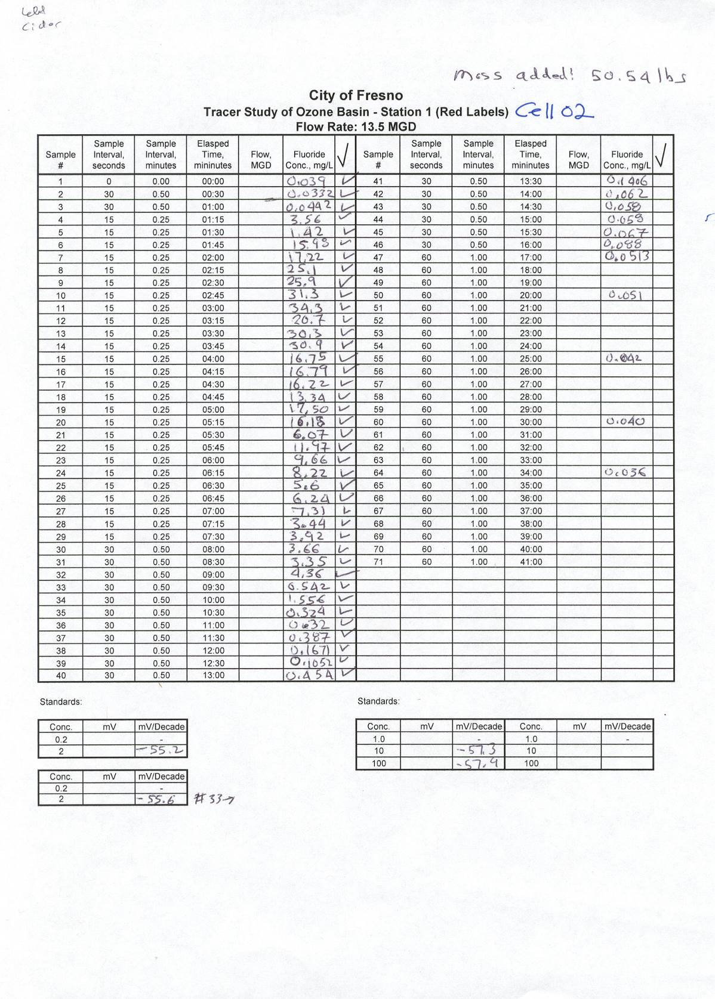 Cidar
Mass added! 50.54 lbs
City of Fresno
Tracer Study of Ozone Basin - Station 1 (Red Labels) Cell 02
Flow Rate: 13.5 MGD
Sample # Sample Interval, seconds Sample Interval, minutes Elasped Time, mininutes Flow, MGD Fluoride Conc., mg/L ✓ Sample # Sample Interval, seconds Sample Interval, minutes Elasped Time, mininutes Flow, MGD Fluoride Conc., mg/L ✓
1 0 0.00 00:00 0.039 ✓ 41 30 0.50 13:30 0.1406
2 30 0.50 00:30 0.0332 ✓ 42 30 0.50 14:00 0.062
3 30 0.50 01:00 0.0442 ✓ 43 30 0.50 14:30 0.058
4 15 0.25 01:15 3.56 ✓ 44 30 0.50 15:00 0.059
5 15 0.25 01:30 1.42 ✓ 45 30 0.50 15:30 0.067
6 15 0.25 01:45 15.98 ✓ 46 30 0.50 16:00 0.088
7 15 0.25 02:00 17.22 ✓ 47 60 1.00 17:00 0.0513
8 15 0.25 02:15 25.1 ✓ 48 60 1.00 18:00
9 15 0.25 02:30 25.9 ✓ 49 60 1.00 19:00
10 15 0.25 02:45 31.3 ✓ 50 60 1.00 20:00 0.051
11 15 0.25 03:00 34.3 ✓ 51 60 1.00 21:00
12 15 0.25 03:15 20.7 ✓ 52 60 1.00 22:00
13 15 0.25 03:30 30.3 ✓ 53 60 1.00 23:00
14 15 0.25 03:45 30.9 ✓ 54 60 1.00 24:00
15 15 0.25 04:00 16.75 ✓ 55 60 1.00 25:00 0.042
16 15 0.25 04:15 16.79 ✓ 56 60 1.00 26:00
17 15 0.25 04:30 16.22 ✓ 57 60 1.00 27:00
18 15 0.25 04:45 13.34 ✓ 58 60 1.00 28:00
19 15 0.25 05:00 17.50 ✓ 59 60 1.00 29:00
20 15 0.25 05:15 16.18 ✓ 60 60 1.00 30:00 0.040
21 15 0.25 05:30 6.07 ✓ 61 60 1.00 31:00
22 15 0.25 05:45 11.97 ✓ 62 60 1.00 32:00
23 15 0.25 06:00 9.66 ✓ 63 60 1.00 33:00
24 15 0.25 06:15 8.22 ✓ 64 60 1.00 34:00 0.036
25 15 0.25 06:30 5.6 ✓ 65 60 1.00 35:00
26 15 0.25 06:45 6.24 ✓ 66 60 1.00 36:00
27 15 0.25 07:00 7.31 ✓ 67 60 1.00 37:00
28 15 0.25 07:15 3.44 ✓ 68 60 1.00 38:00
29 15 0.25 07:30 3.92 ✓ 69 60 1.00 39:00
30 30 0.50 08:00 3.66 ✓ 70 60 1.00 40:00
31 30 0.50 08:30 3.35 ✓ 71 60 1.00 41:00
32 30 0.50 09:00 4.36 ✓
33 30 0.50 09:30 0.542 ✓
34 30 0.50 10:00 1.556 ✓
35 30 0.50 10:30 0.324 ✓
36 30 0.50 11:00 0.32 ✓
37 30 0.50 11:30 0.387 ✓
38 30 0.50 12:00 0.1671 ✓
39 30 0.50 12:30 0.1052 ✓
40 30 0.50 13:00 0.454 ✓
Standards: Standards:
Conc. mV mV/Decade Conc. mV mV/Decade Conc. mV mV/Decade
0.2 - 1.0 - 1.0 -
2 -55.2 10 -57.3 10
100 -57.4 100
Conc. mV mV/Decade
0.2 -
2 -55.6 #33→